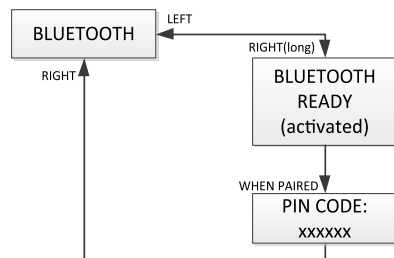 LEFT
BLUETOOTH
RIGHT(long)
RIGHT
BLUETOOTH
READY
(activated)
WHEN PAIRED
PIN CODE:
xxxxxx